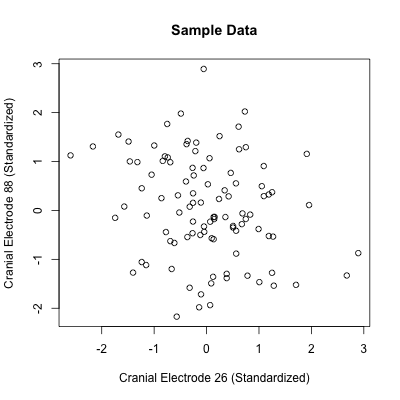 Sample Data
Cranial Electrode 88 (Standardized)
3
2
1
0
-1
-2
-2 -1 0 1 2 3
Cranial Electrode 26 (Standardized)